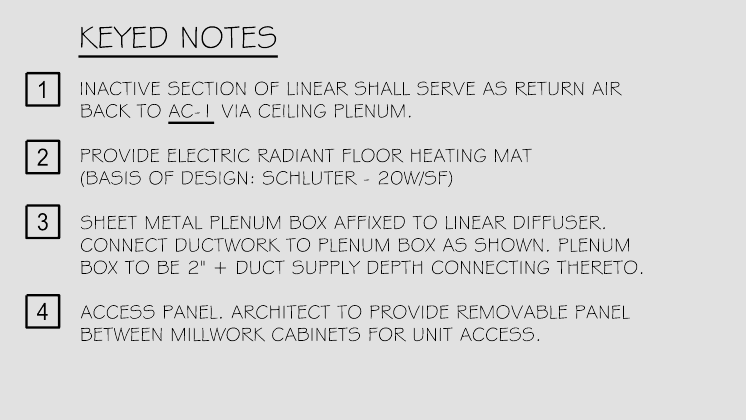 KEYED NOTES
1 INACTIVE SECTION OF LINEAR SHALL SERVE AS RETURN AIR
BACK TO AC-1 VIA CEILING PLENUM.
2 PROVIDE ELECTRIC RADIANT FLOOR HEATING MAT
(BASIS OF DESIGN: SCHLUTER - 20W/SF)
3 SHEET METAL PLENUM BOX AFFIXED TO LINEAR DIFFUSER.
CONNECT DUCTWORK TO PLENUM BOX AS SHOWN. PLENUM
BOX TO BE 2" + DUCT SUPPLY DEPTH CONNECTING THERETO.
4 ACCESS PANEL. ARCHITECT TO PROVIDE REMOVABLE PANEL
BETWEEN MILLWORK CABINETS FOR UNIT ACCESS.